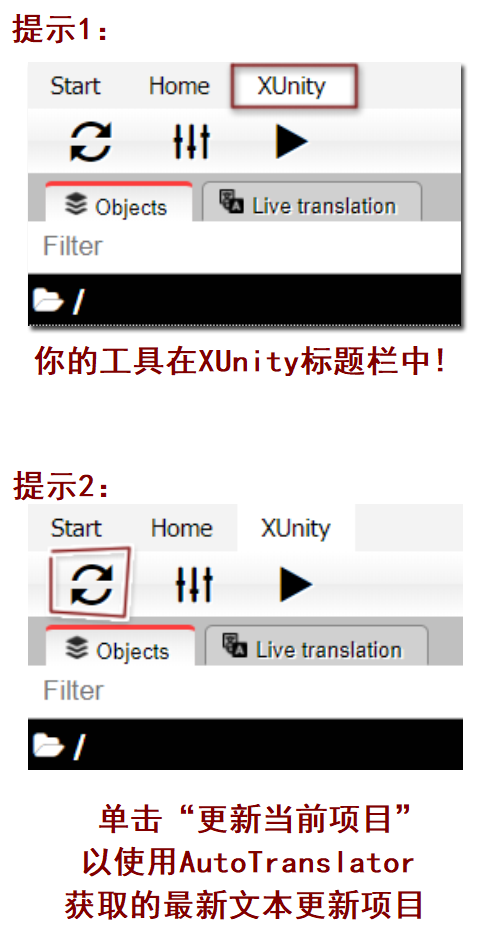 提示1：
Start Home XUnity
Objects Live translation
Filter
/
你的工具在XUnity标题栏中！
提示2：
Start Home XUnity
Objects Live translation
Filter
/
单击“更新当前项目”
以使用AutoTranslator
获取的最新文本更新项目